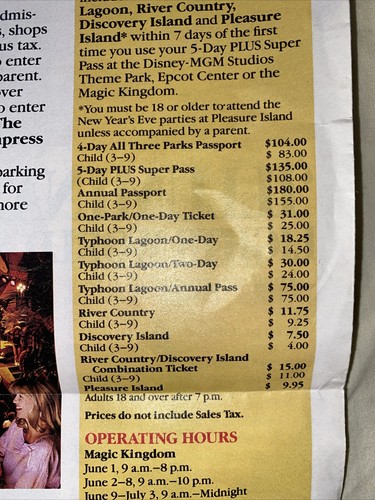 Lagoon, River Country,
Discovery Island and Pleasure
Island* within 7 days of the first
time you use your 5-Day PLUS Super
Pass at the Disney-MGM Studios
Theme Park, Epcot Center or the
Magic Kingdom.
*You must be 18 or older to attend the
New Year's Eve parties at Pleasure Island
unless accompanied by a parent.
4-Day All Three Parks Passport $104.00
Child (3-9) $ 83.00
5-Day PLUS Super Pass $135.00
(Child (3-9) $108.00
Annual Passport $180.00
Child (3-9) $155.00
One-Park/One-Day Ticket $ 31.00
Child (3-9) $ 25.00
Typhoon Lagoon/One-Day $ 18.25
Child (3-9) $ 14.50
Typhoon Lagoon/Two-Day $ 30.00
Child (3-9) $ 24.00
Typhoon Lagoon/Annual Pass $ 75.00
Child (3-9) $ 75.00
River Country $ 11.75
Child (3-9) $ 9.25
Discovery Island $ 7.50
Child (3-9) $ 4.00
River Country/Discovery Island
Combination Ticket $ 15.00
Child (3-9) $ 11.00
Pleasure Island $ 9.95
Adults 18 and over after 7 p.m.
Prices do not include Sales Tax.
OPERATING HOURS
Magic Kingdom
June 1, 9 a.m.-8 p.m.
June 2-8, 9 a.m.-10 p.m.
June 9-July 3, 9 a.m.-Midnight
shops
us tax.
enter
parent.
enter
The
parking
for
more